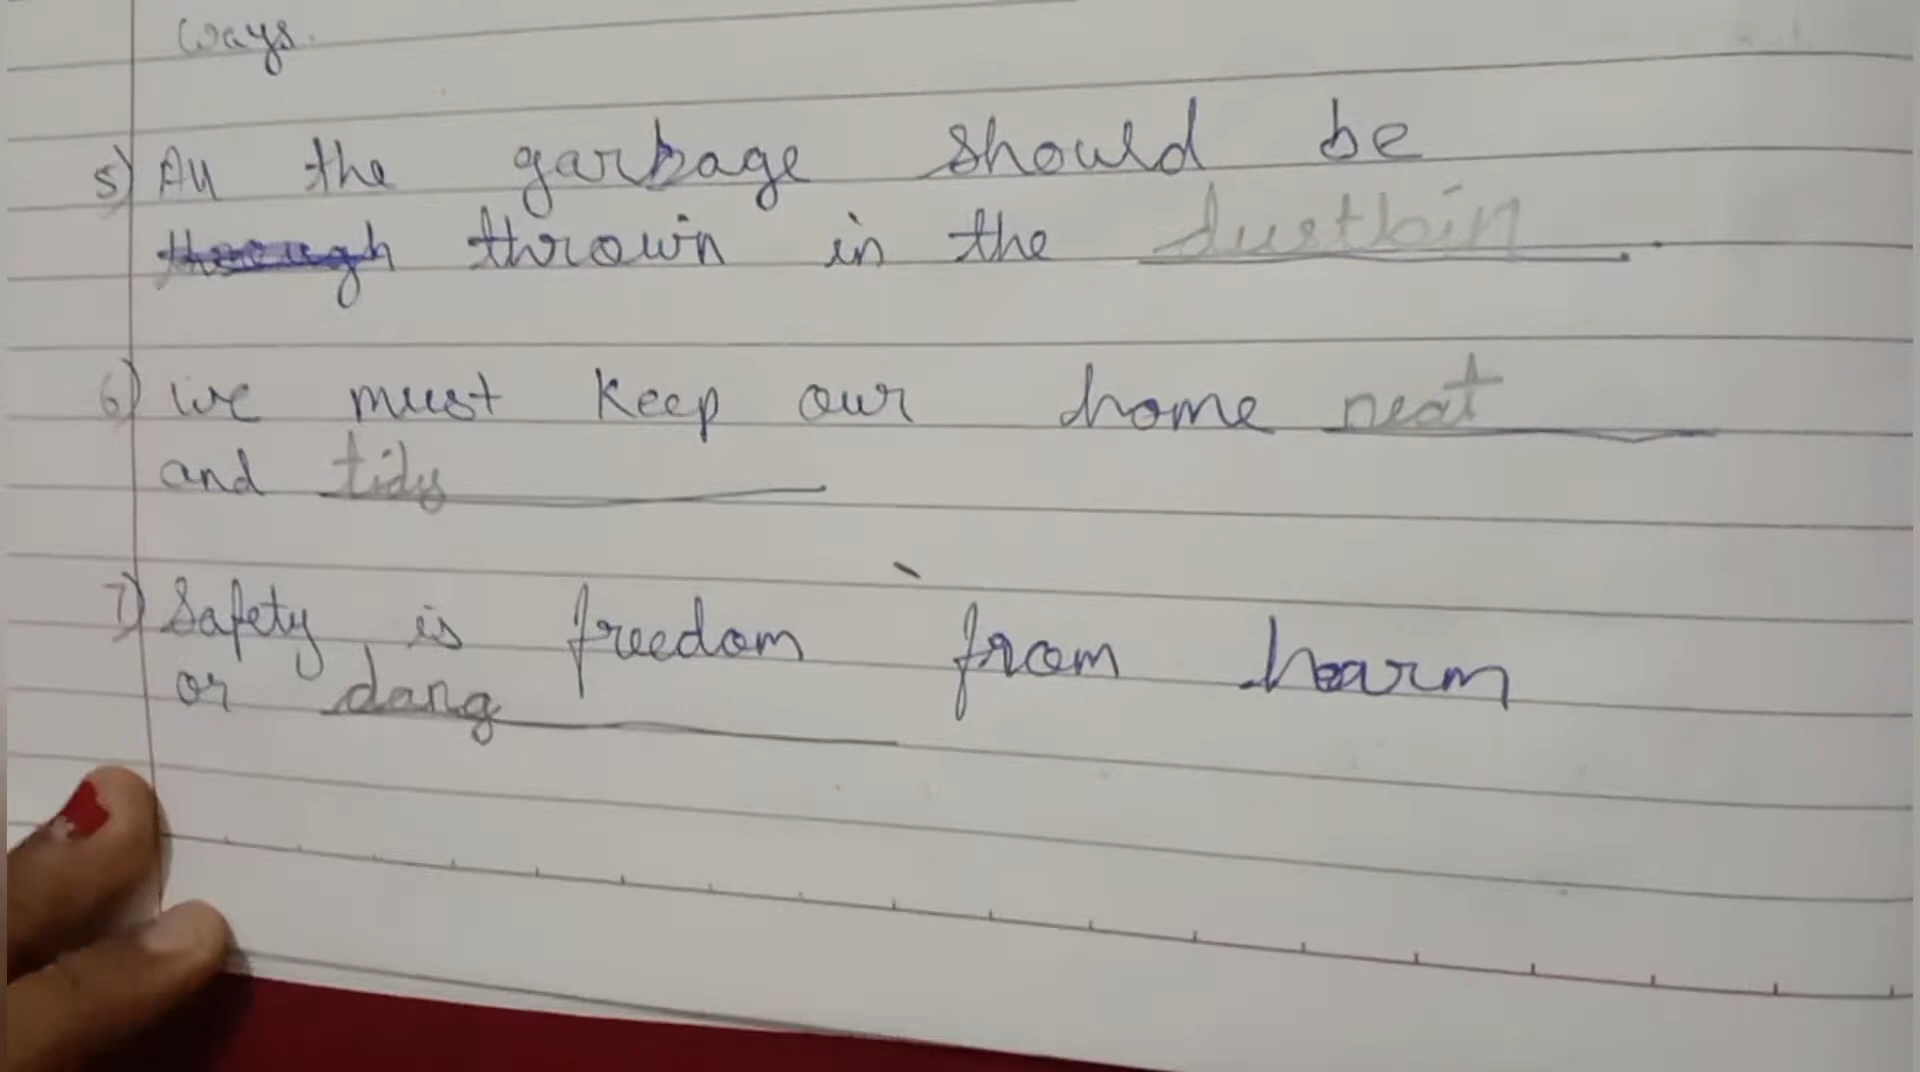 ways.
5) All the garbage should be
through thrown in the dustbin.
6) we must keep our home neat
and tidy
7) Safety is freedom from harm
or dang